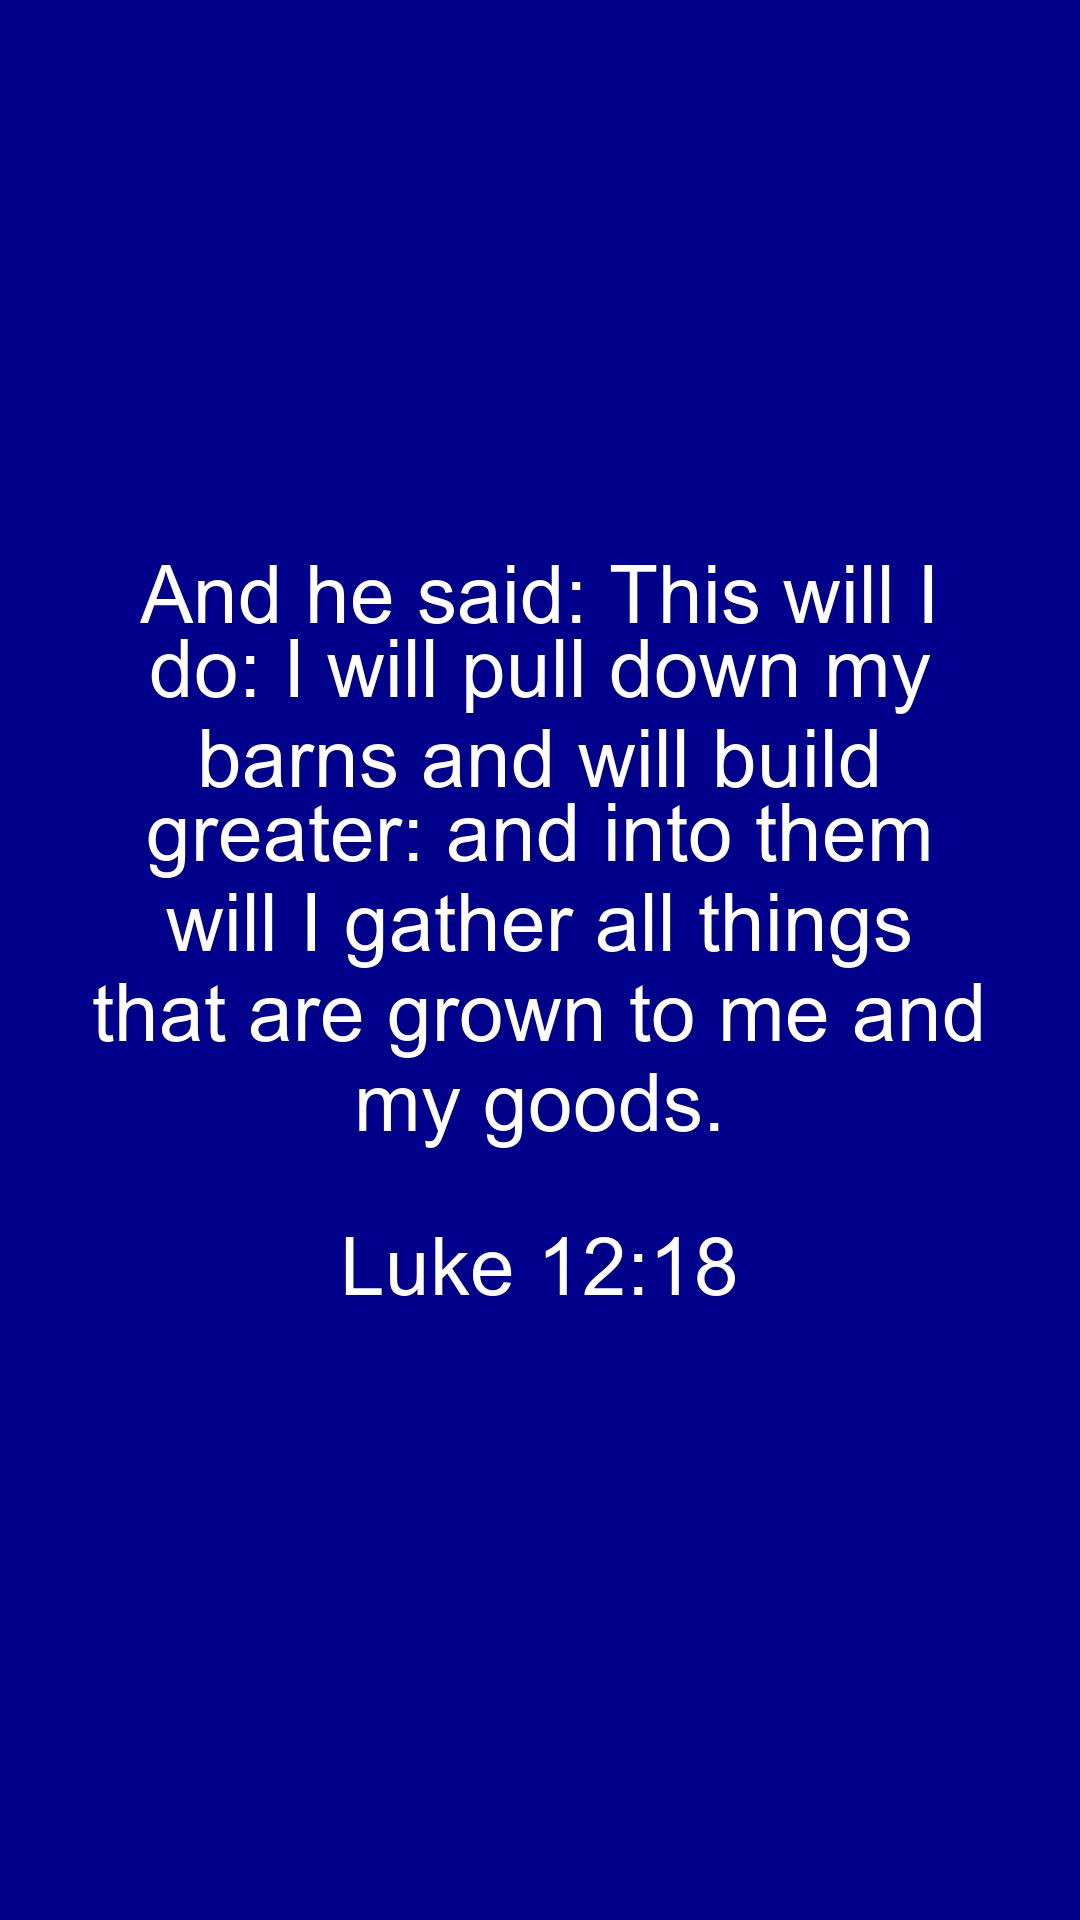 And he said: This will I
do: I will pull down my
barns and will build
greater: and into them
will I gather all things
that are grown to me and
my goods.
Luke 12:18